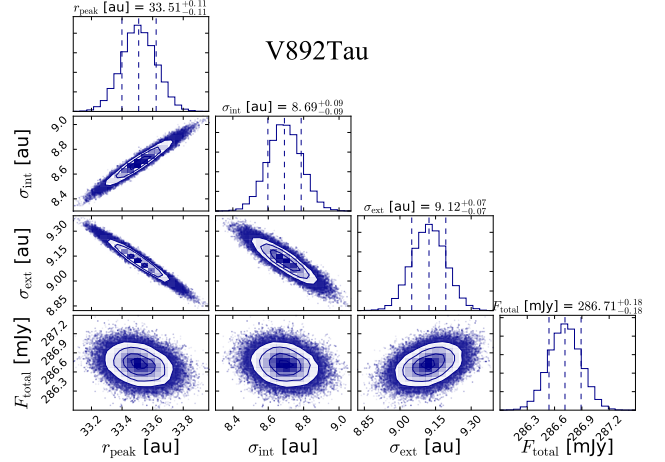 r_peak [au] = 33.51^{+0.11}_{-0.11}
V892Tau
σ_int [au] = 8.69^{+0.09}_{-0.09}
9.0
8.8
8.6
8.4
σ_int [au]
σ_ext [au] = 9.12^{+0.07}_{-0.07}
9.30
9.15
9.00
8.85
σ_ext [au]
F_total [mJy] = 286.71^{+0.18}_{-0.18}
287.2
286.9
286.6
286.3
F_total [mJy]
33.2 33.4 33.6 33.8
r_peak [au]
8.4 8.6 8.8 9.0
σ_int [au]
8.85 9.00 9.15 9.30
σ_ext [au]
286.3 286.6 286.9 287.2
F_total [mJy]